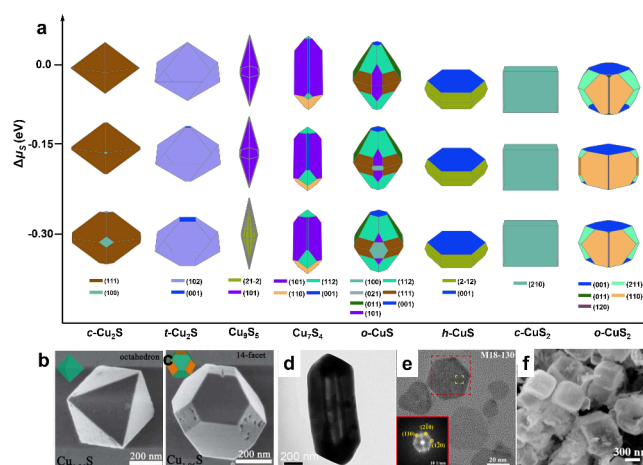 a
0.0
-0.15
-0.30
ΔμS (eV)
(111)
(100)
(102)
(001)
(21-2)
(101)
(101)
(112)
(110)
(001)
(100)
(112)
(021)
(111)
(011)
(001)
(101)
(2-12)
(001)
(210)
(001)
(211)
(011)
(110)
(120)
c-Cu2S
t-Cu2S
Cu9S5
Cu7S4
o-CuS
h-CuS
c-CuS2
o-CuS2
b
octahedron
200 nm
c
14-facet
200 nm
d
200 nm
e
M18-130
20 nm
f
300 nm